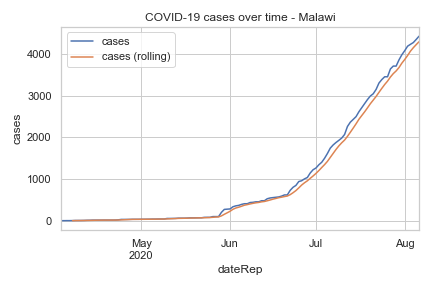 COVID-19 cases over time - Malawi
cases
cases (rolling)
4000
3000
2000
1000
0
cases
May
2020
Jun
Jul
Aug
dateRep